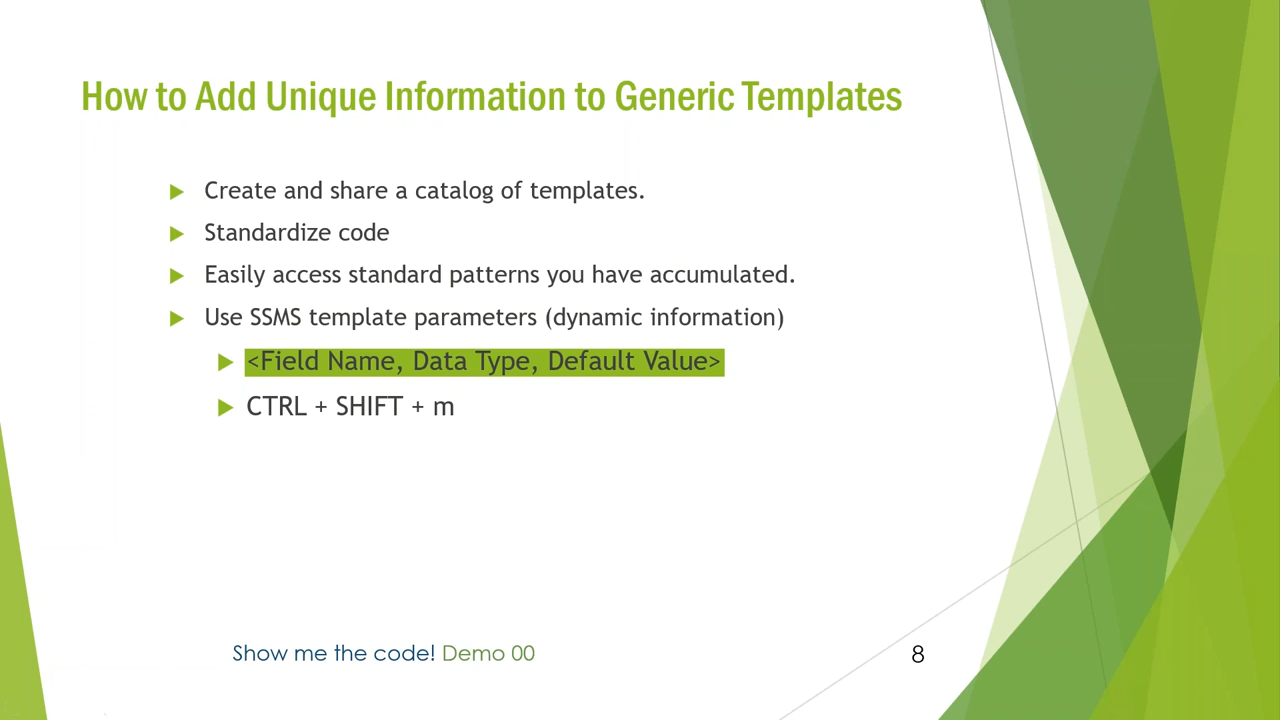 How to Add Unique Information to Generic Templates
Create and share a catalog of templates.
Standardize code
Easily access standard patterns you have accumulated.
Use SSMS template parameters (dynamic information)
<Field Name, Data Type, Default Value>
CTRL + SHIFT + m
Show me the code! Demo 00
8